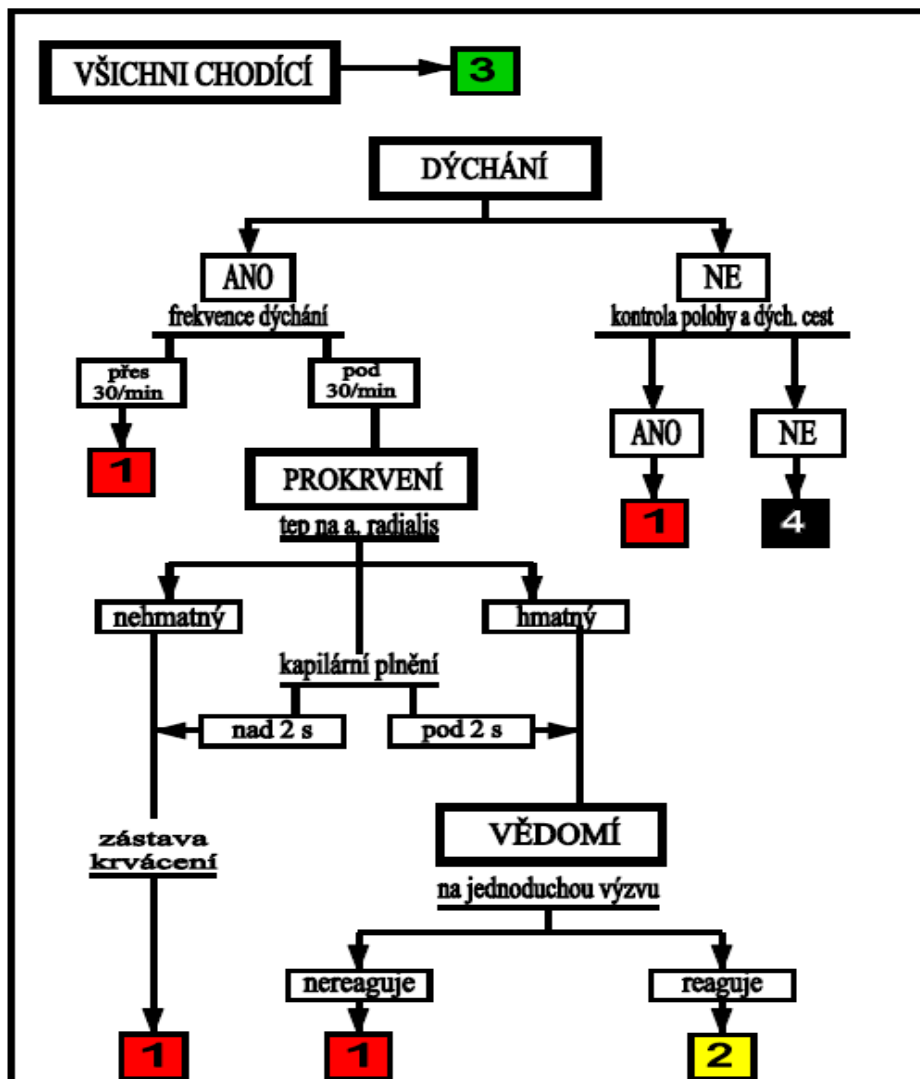 VŠICHNI CHODÍCÍ
3
DÝCHÁNÍ
ANO
NE
frekvence dýchání
kontrola polohy a dých. cest
přes
30/min
pod
30/min
ANO
NE
1
PROKRVENÍ
1
4
tep na a. radialis
nehmatný
hmatný
kapilární plnění
nad 2 s
pod 2 s
VĚDOMÍ
zástava
krvácení
na jednoduchou výzvu
nereaguje
reaguje
1
1
2